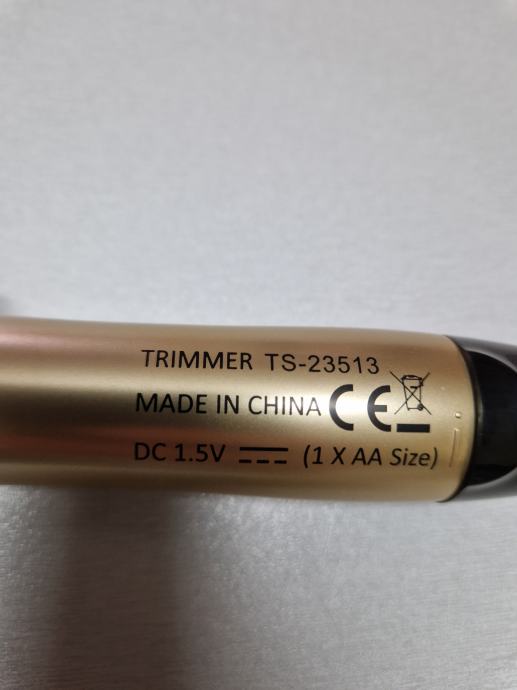 TRIMMER TS-23513
MADE IN CHINA CE
DC 1.5V (1 X AA Size)